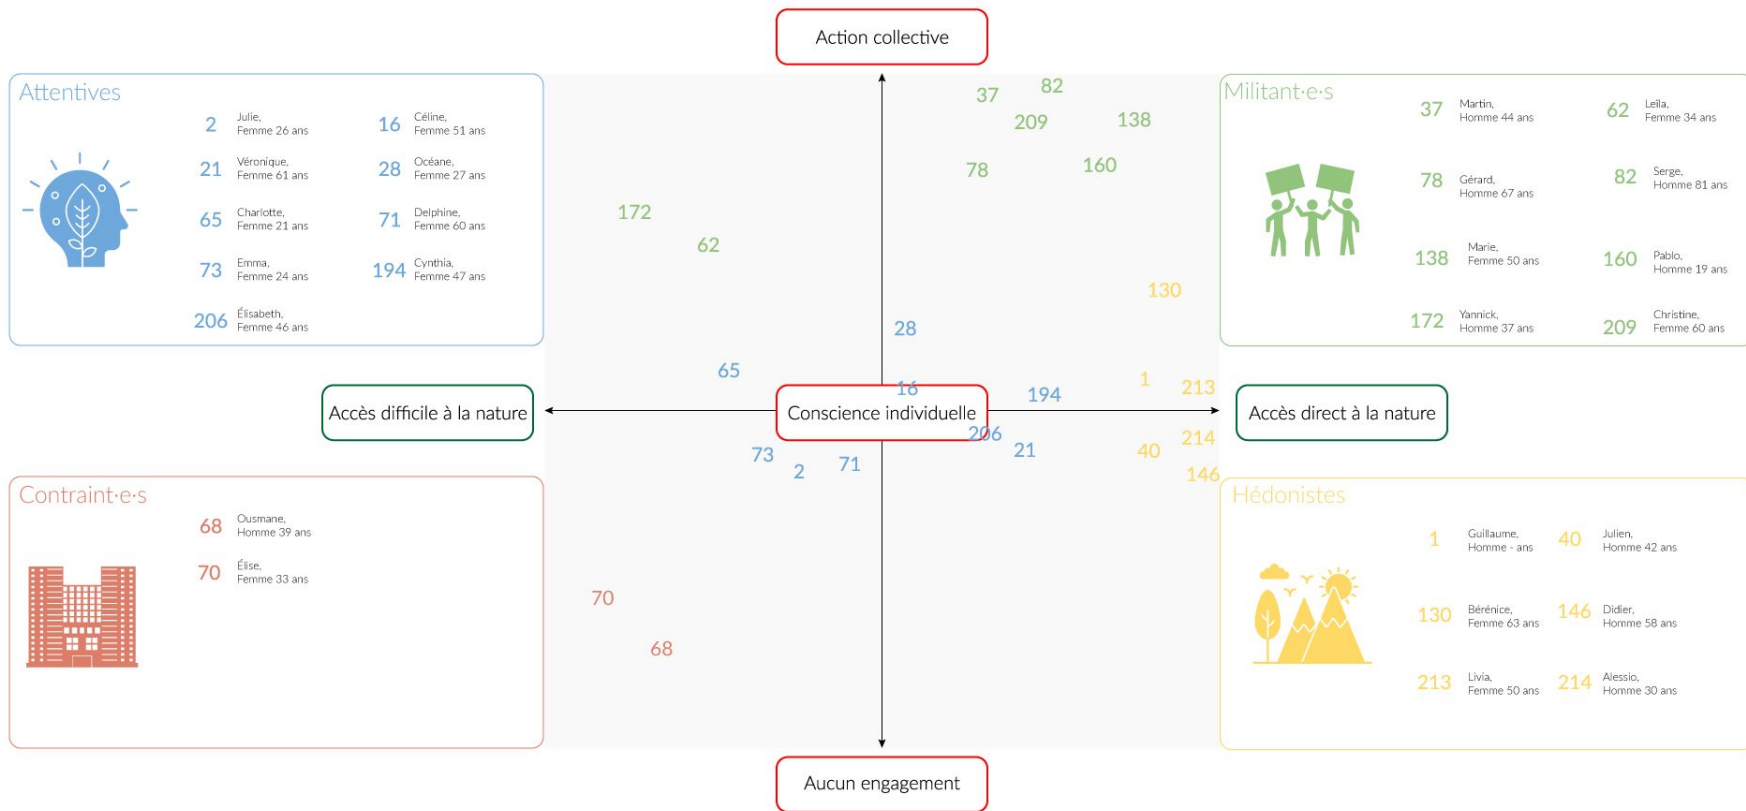 Action collective
Attentives
2 Julie,
Femme 26 ans
16 Céline,
Femme 51 ans
21 Véronique,
Femme 61 ans
28 Océane,
Femme 27 ans
65 Charlotte,
Femme 21 ans
71 Delphine,
Femme 60 ans
73 Emma,
Femme 24 ans
194 Cynthia,
Femme 47 ans
206 Élisabeth,
Femme 46 ans
37
82
209
138
78
160
172
62
130
28
65
16
194
1
213
206
21
73
2
71
40
214
146
70
68
Militant·e·s
37 Martin,
Homme 44 ans
62 Leïla,
Femme 34 ans
78 Gérard,
Homme 67 ans
82 Serge,
Homme 81 ans
138 Marie,
Femme 50 ans
160 Pablo,
Homme 19 ans
172 Yannick,
Homme 37 ans
209 Christine,
Femme 60 ans
Accès difficile à la nature
Conscience individuelle
Accès direct à la nature
Contraint·e·s
68 Ousmane,
Homme 39 ans
70 Élise,
Femme 33 ans
Hédonistes
1 Guillaume,
Homme - ans
40 Julien,
Homme 42 ans
130 Bérénice,
Femme 63 ans
146 Didier,
Homme 58 ans
213 Livia,
Femme 50 ans
214 Alessio,
Homme 30 ans
Aucun engagement